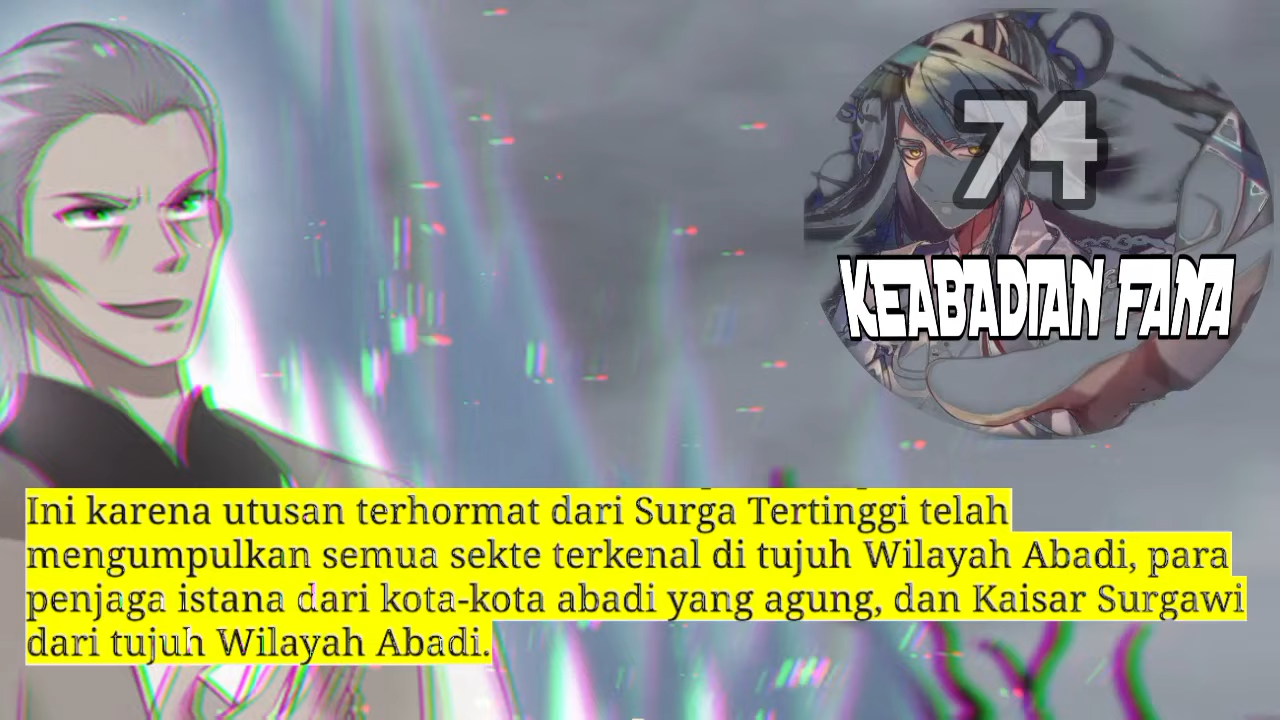 74
KEABADIAN FANA
Ini karena utusan terhormat dari Surga Tertinggi telah
mengumpulkan semua sekte terkenal di tujuh Wilayah Abadi, para
penjaga istana dari kota-kota abadi yang agung, dan Kaisar Surgawi
dari tujuh Wilayah Abadi.